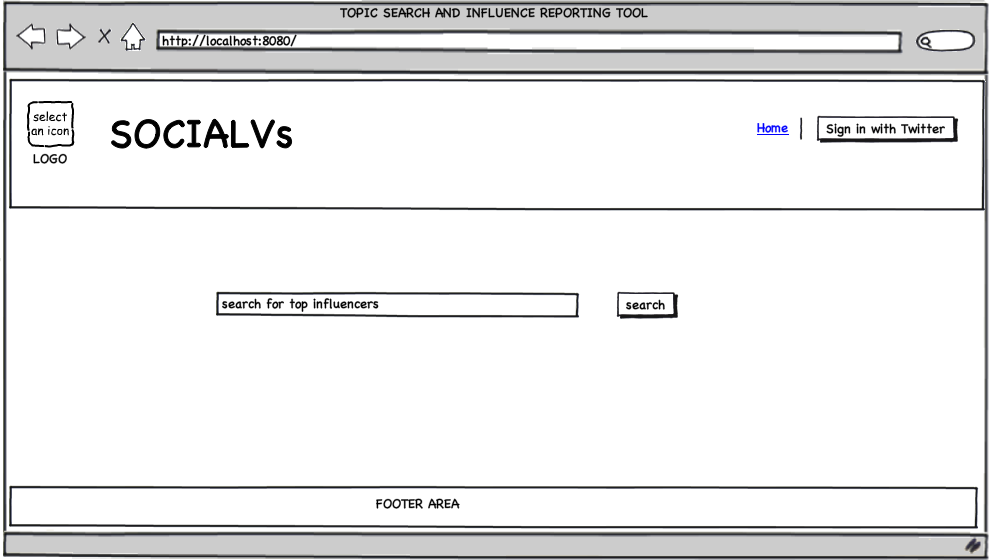 TOPIC SEARCH AND INFLUENCE REPORTING TOOL
http://localhost:8080/
select
an icon
LOGO
SOCIALVs
Home
Sign in with Twitter
search for top influencers
search
FOOTER AREA